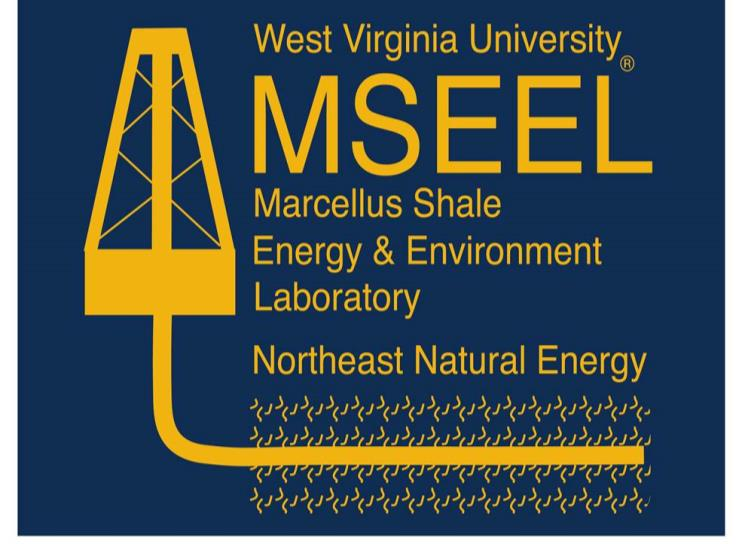 West Virginia University
MSEEL®
Marcellus Shale
Energy & Environment
Laboratory
Northeast Natural Energy